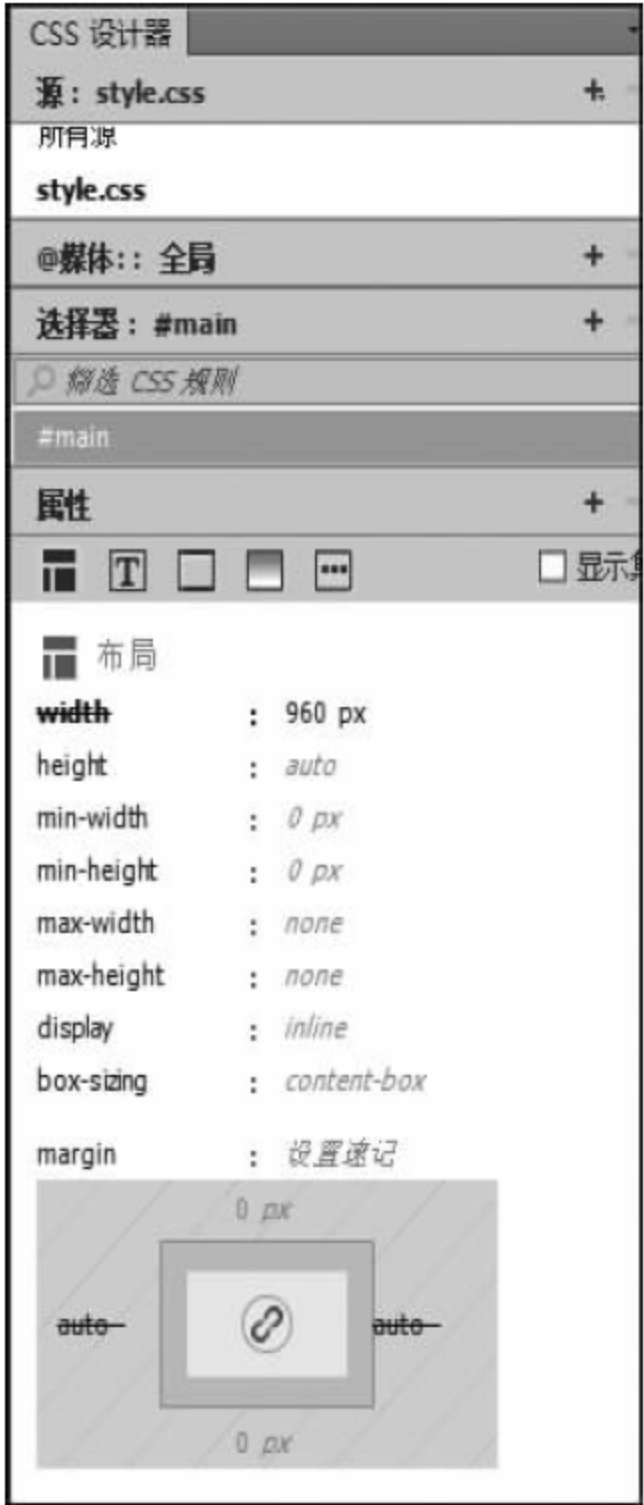 CSS 设计器
源：style.css
所有源
style.css
@媒体:: 全局
选择器：#main
筛选 CSS 规则
#main
属性
T
显示
布局
width : 960 px
height : auto
min-width : 0 px
min-height : 0 px
max-width : none
max-height : none
display : inline
box-sizing : content-box
margin : 设置速记
0 px
auto auto
0 px